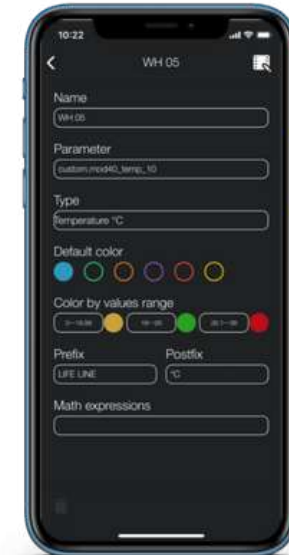 10:22
WH 05
Name
WH 05
Parameter
custom.mod40_temp_10
Type
Temperature °C
Default color
Color by values range
Prefix Postfix
LIFE LINE °C
Math expressions